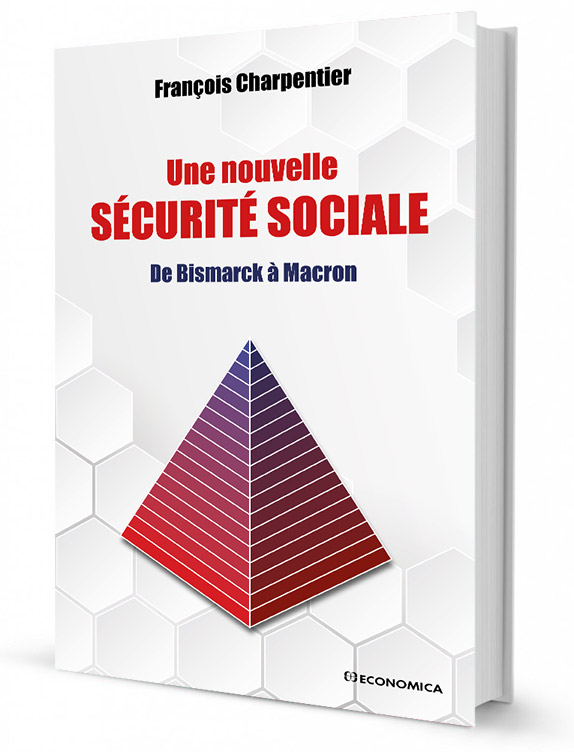 François Charpentier
Une nouvelle
SÉCURITÉ SOCIALE
De Bismarck à Macron
ECONOMICA